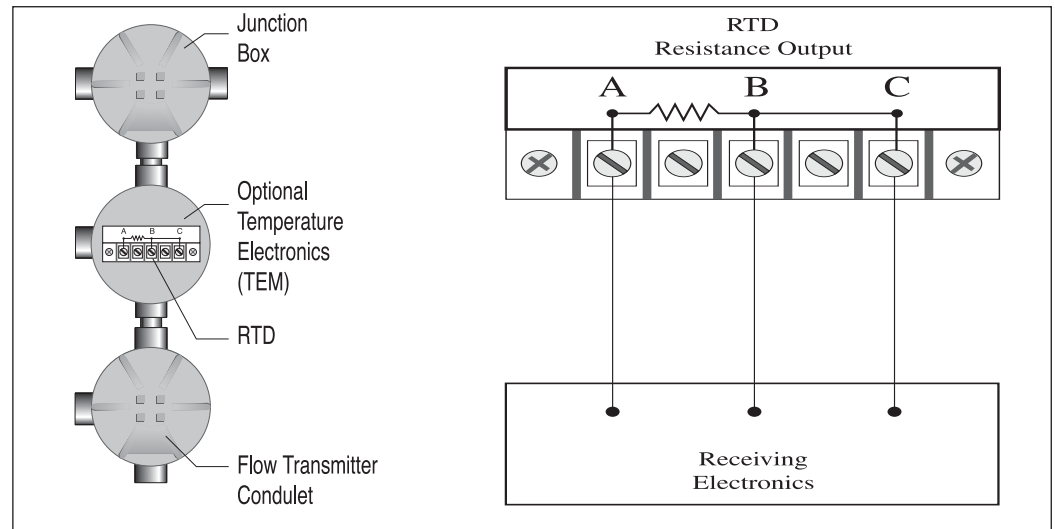 Junction
Box
Optional
Temperature
Electronics
(TEM)
A B C
RTD
Flow Transmitter
Condulet
RTD
Resistance Output
A B C
Receiving
Electronics